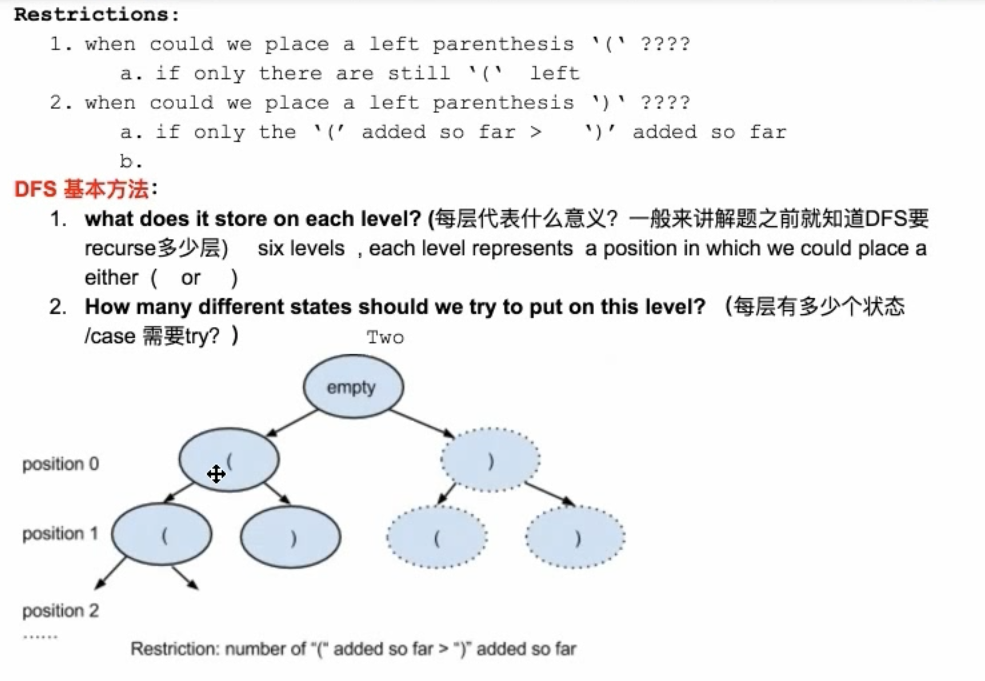 Restrictions:
1. when could we place a left parenthesis ‵(‵ ????
a. if only there are still ‵(‵ left
2. when could we place a left parenthesis ‵)‵ ????
a. if only the ‵(′ added so far > ‵)′ added so far
b.
DFS 基本方法:
1. what does it store on each level? (每层代表什么意义? 一般来讲解题之前就知道DFS要
recurse多少层) six levels , each level represents a position in which we could place a
either ( or )
2. How many different states should we try to put on this level? (每层有多少个状态
/case 需要try? ) Two
empty
position 0 ( )
position 1 ( ) ( )
position 2
......
Restriction: number of "(" added so far > ")" added so far